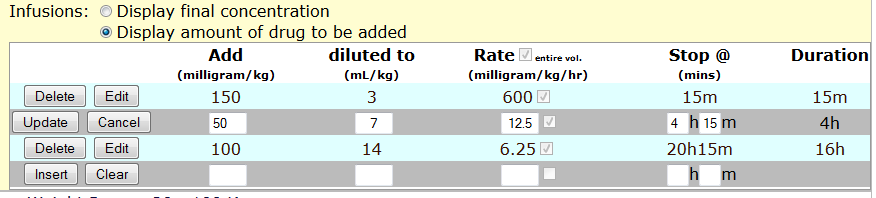 Infusions: Display final concentration
Display amount of drug to be added
Add diluted to Rate entire vol. Stop @ Duration
(milligram/kg) (mL/kg) (milligram/kg/hr) (mins)
Delete Edit 150 3 600 15m 15m
Update Cancel 50 7 12.5 4 h 15 m 4h
Delete Edit 100 14 6.25 20h15m 16h
Insert Clear h m